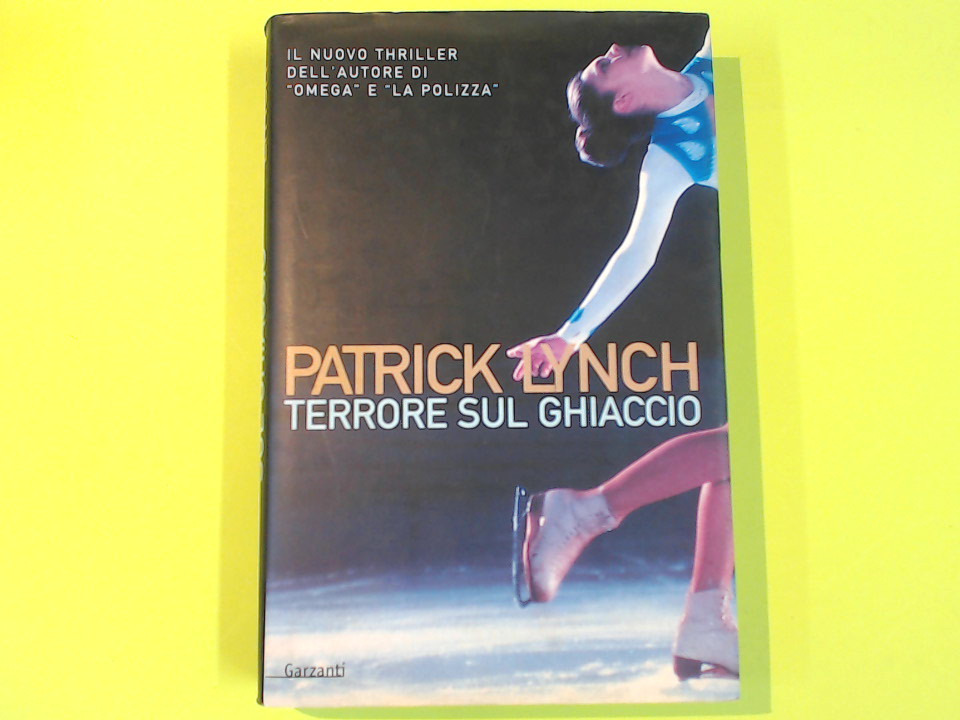 IL NUOVO THRILLER
DELL'AUTORE DI
"OMEGA" E "LA POLIZZA"
PATRICK LYNCH
TERRORE SUL GHIACCIO
Garzanti